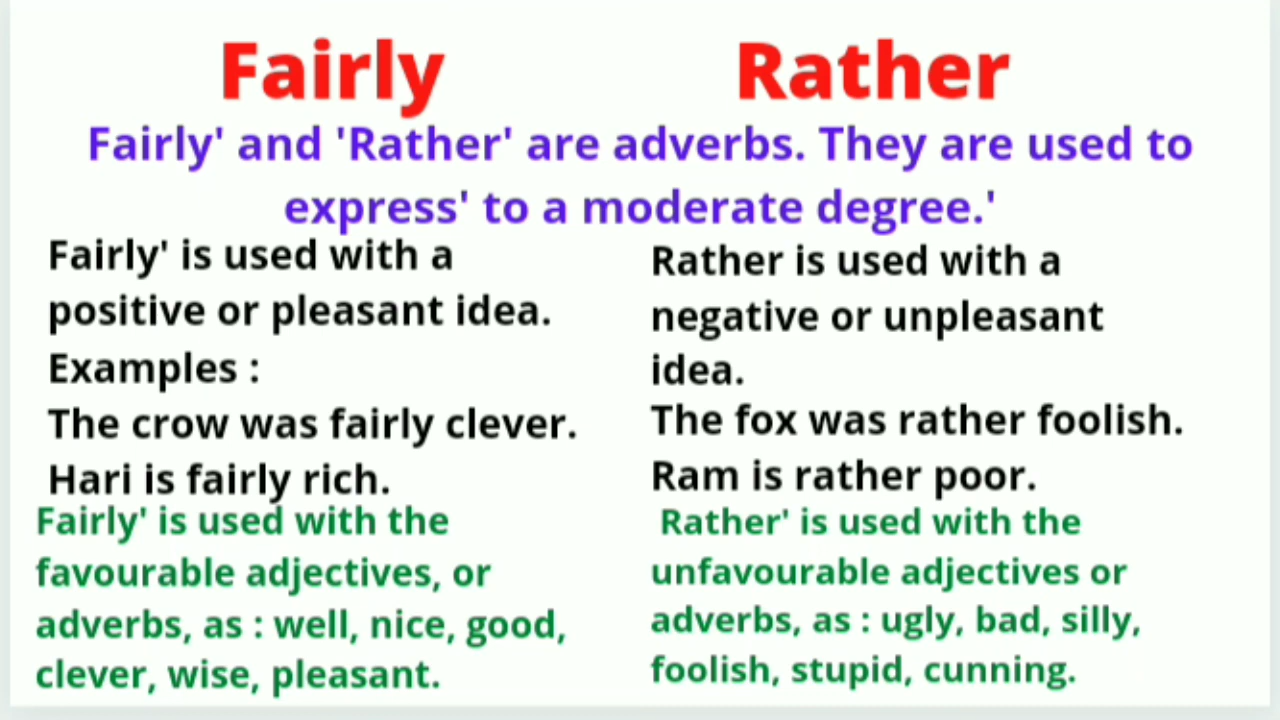 Fairly
Rather
Fairly' and 'Rather' are adverbs. They are used to
express' to a moderate degree.'
Fairly' is used with a
positive or pleasant idea.
Examples :
The crow was fairly clever.
Hari is fairly rich.
Fairly' is used with the
favourable adjectives, or
adverbs, as : well, nice, good,
clever, wise, pleasant.
Rather is used with a
negative or unpleasant
idea.
The fox was rather foolish.
Ram is rather poor.
Rather' is used with the
unfavourable adjectives or
adverbs, as : ugly, bad, silly,
foolish, stupid, cunning.